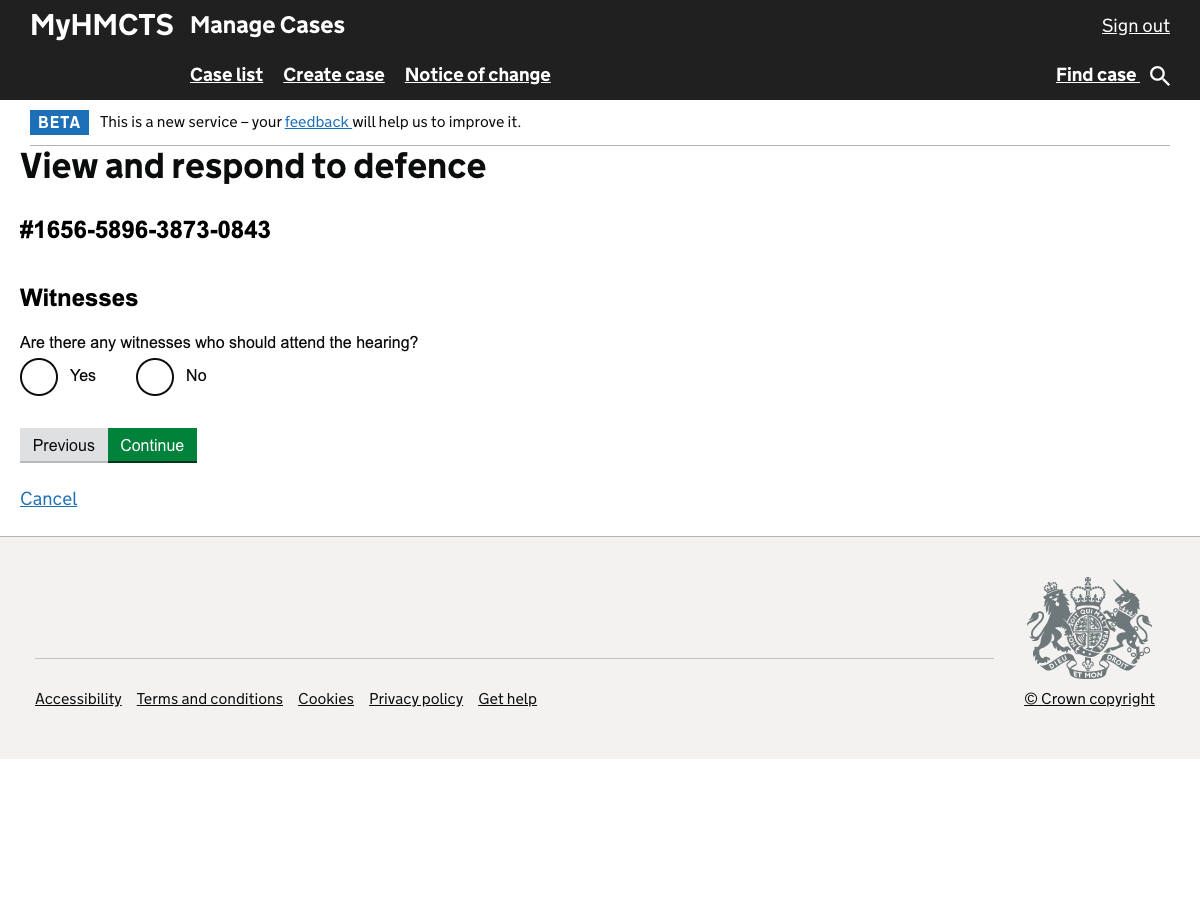 MyHMCTS Manage Cases Sign out
Case list Create case Notice of change Find case
BETA This is a new service – your feedback will help us to improve it.
View and respond to defence
#1656-5896-3873-0843
Witnesses
Are there any witnesses who should attend the hearing?
Yes No
Previous Continue
Cancel
DIEU ET MON DROIT
Accessibility Terms and conditions Cookies Privacy policy Get help © Crown copyright